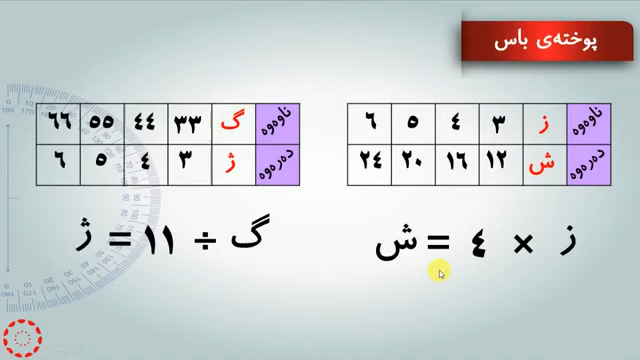 پوختەی باس
ناوەوە ز ٣ ٤ ٥ ٦
دەرەوە ش ١٢ ١٦ ٢٠ ٢٤
ز × ٤ = ش
ناوەوە گ ٣٣ ٤٤ ٥٥ ٦٦
دەرەوە ژ ٣ ٤ ٥ ٦
گ ÷ ١١ = ژ